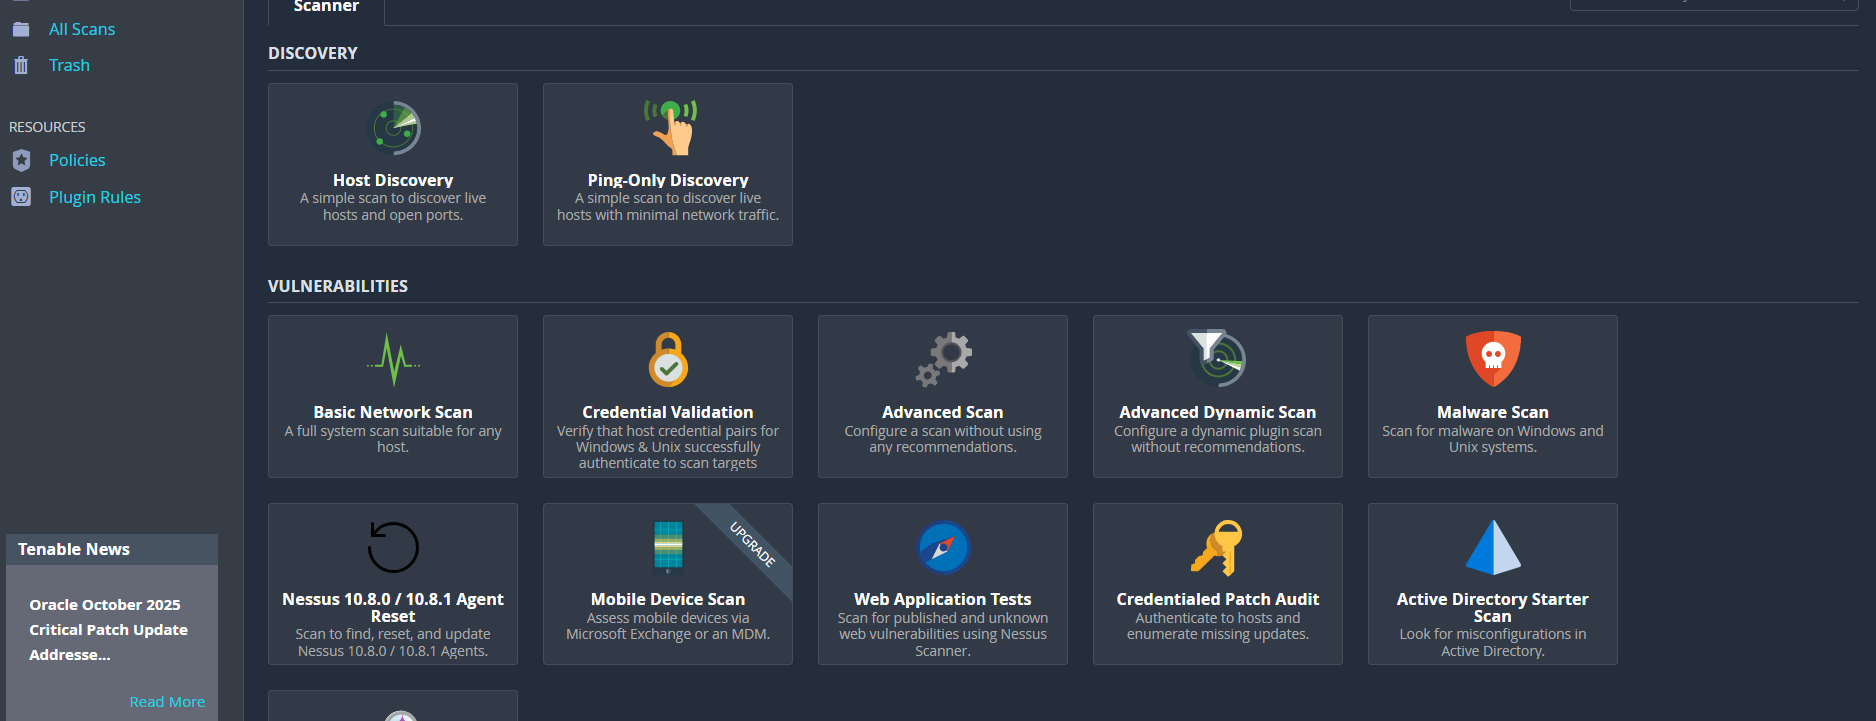 Scanner
All Scans
Trash
RESOURCES
Policies
Plugin Rules
Tenable News
Oracle October 2025
Critical Patch Update
Addresse...
Read More
DISCOVERY
Host Discovery
A simple scan to discover live
hosts and open ports.
Ping-Only Discovery
A simple scan to discover live
hosts with minimal network traffic.
VULNERABILITIES
Basic Network Scan
A full system scan suitable for any
host.
Credential Validation
Verify that host credential pairs for
Windows & Unix successfully
authenticate to scan targets
Advanced Scan
Configure a scan without using
any recommendations.
Advanced Dynamic Scan
Configure a dynamic plugin scan
without recommendations.
Malware Scan
Scan for malware on Windows and
Unix systems.
Nessus 10.8.0 / 10.8.1 Agent
Reset
Scan to find, reset, and update
Nessus 10.8.0 / 10.8.1 Agents.
UPGRADE
Mobile Device Scan
Assess mobile devices via
Microsoft Exchange or an MDM.
Web Application Tests
Scan for published and unknown
web vulnerabilities using Nessus
Scanner.
Credentialed Patch Audit
Authenticate to hosts and
enumerate missing updates.
Active Directory Starter
Scan
Look for misconfigurations in
Active Directory.